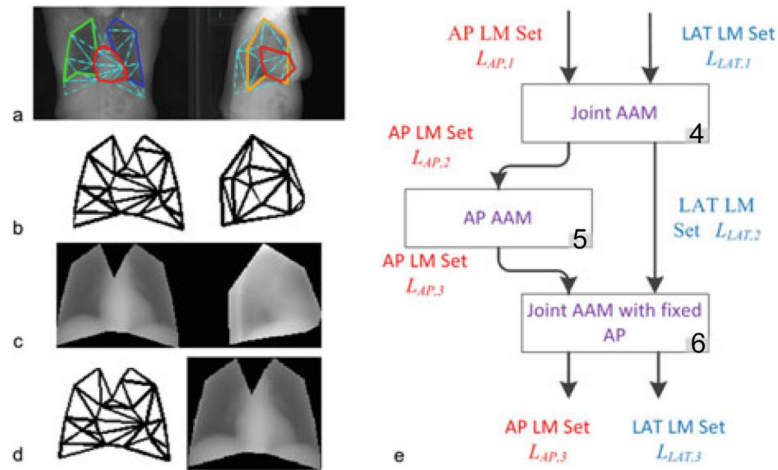 a
b
c
d
AP LM Set
L_AP,1
LAT LM Set
L_LAT,1
Joint AAM
4
AP LM Set
L_AP,2
AP AAM
5
LAT LM
Set L_LAT,2
AP LM Set
L_AP,3
Joint AAM with fixed
AP
6
AP LM Set
L_AP,3
LAT LM Set
L_LAT,3
e